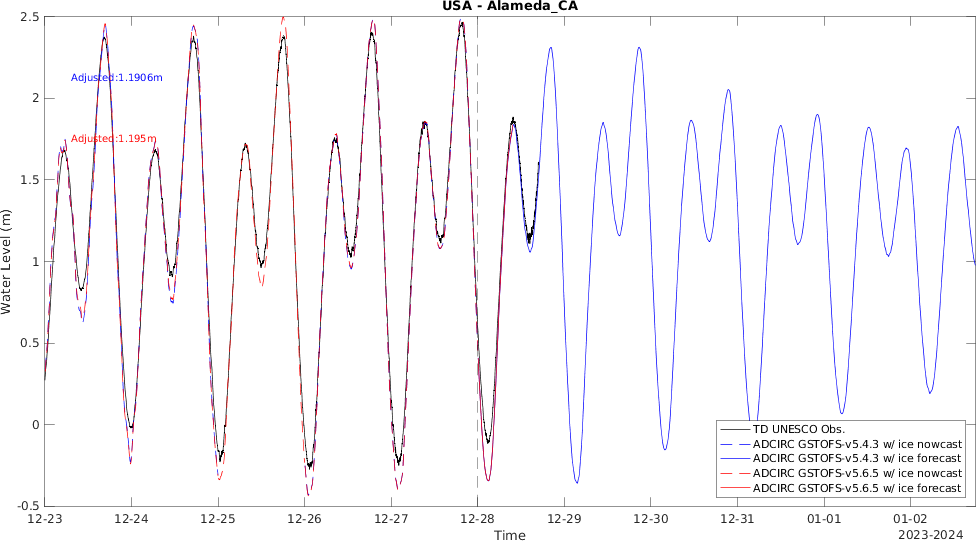 USA - Alameda_CA
2.5
2
1.5
1
0.5
0
-0.5
Water Level (m)
Adjusted:1.1906m
Adjusted:1.195m
TD UNESCO Obs.
ADCIRC GSTOFS-v5.4.3 w/ ice nowcast
ADCIRC GSTOFS-v5.4.3 w/ ice forecast
ADCIRC GSTOFS-v5.6.5 w/ ice nowcast
ADCIRC GSTOFS-v5.6.5 w/ ice forecast
12-23 12-24 12-25 12-26 12-27 12-28 12-29 12-30 12-31 01-01 01-02
Time
2023-2024